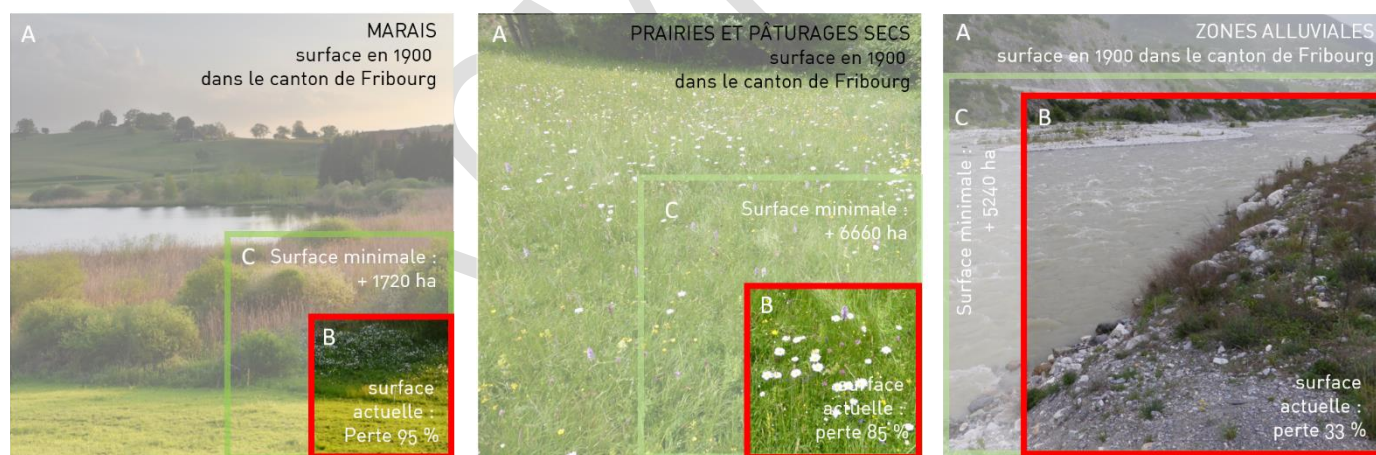 A
MARAIS
surface en 1900
dans le canton de Fribourg
C Surface minimale :
+ 1720 ha
B
surface
actuelle :
Perte 95 %
A
PRAIRIES ET PÂTURAGES SECS
surface en 1900
dans le canton de Fribourg
C
Surface minimale :
+ 6660 ha
B
surface
actuelle :
perte 85 %
A
ZONES ALLUVIALES
surface en 1900 dans le canton de Fribourg
C
Surface minimale :
+ 5240 ha
B
surface
actuelle :
perte 33 %